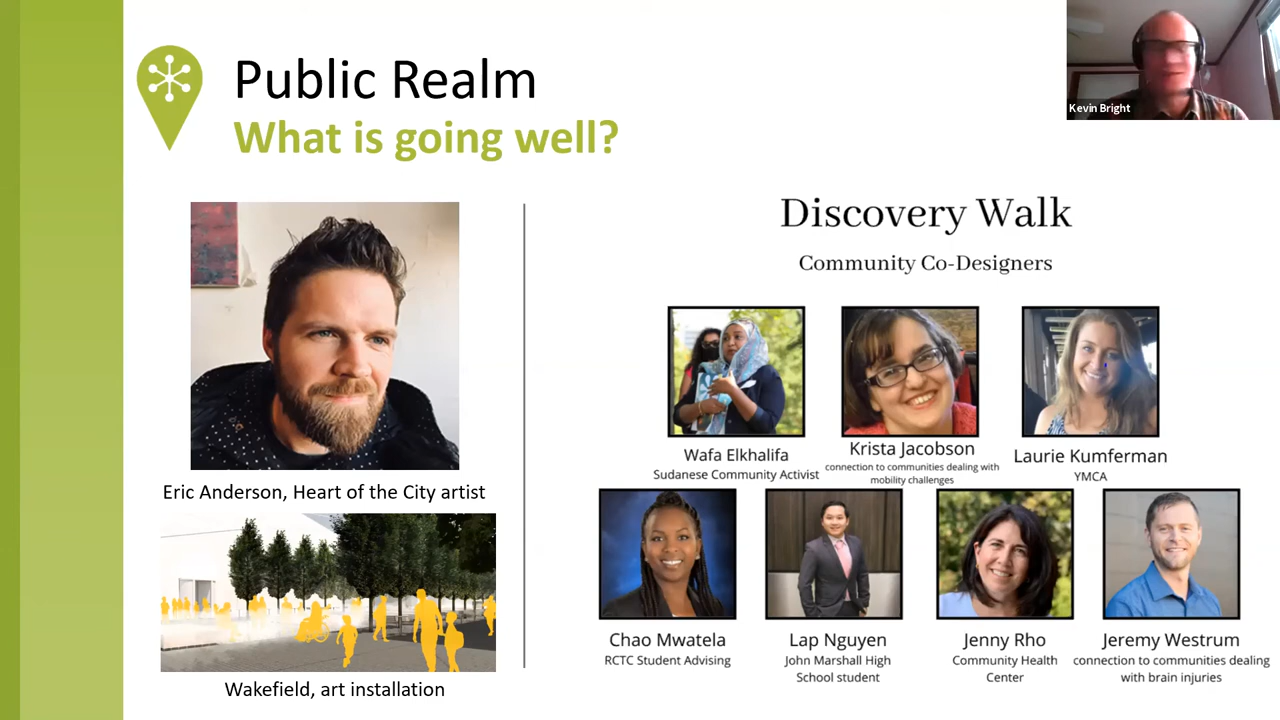 Public Realm
What is going well?
Kevin Bright
Eric Anderson, Heart of the City artist
Wakefield, art installation
Discovery Walk
Community Co-Designers
Wafa Elkhalifa
Sudanese Community Activist
Krista Jacobson
connection to communities dealing with
mobility challenges
Laurie Kumferman
YMCA
Chao Mwatela
RCTC Student Advising
Lap Nguyen
John Marshall High
School student
Jenny Rho
Community Health
Center
Jeremy Westrum
connection to communities dealing
with brain injuries